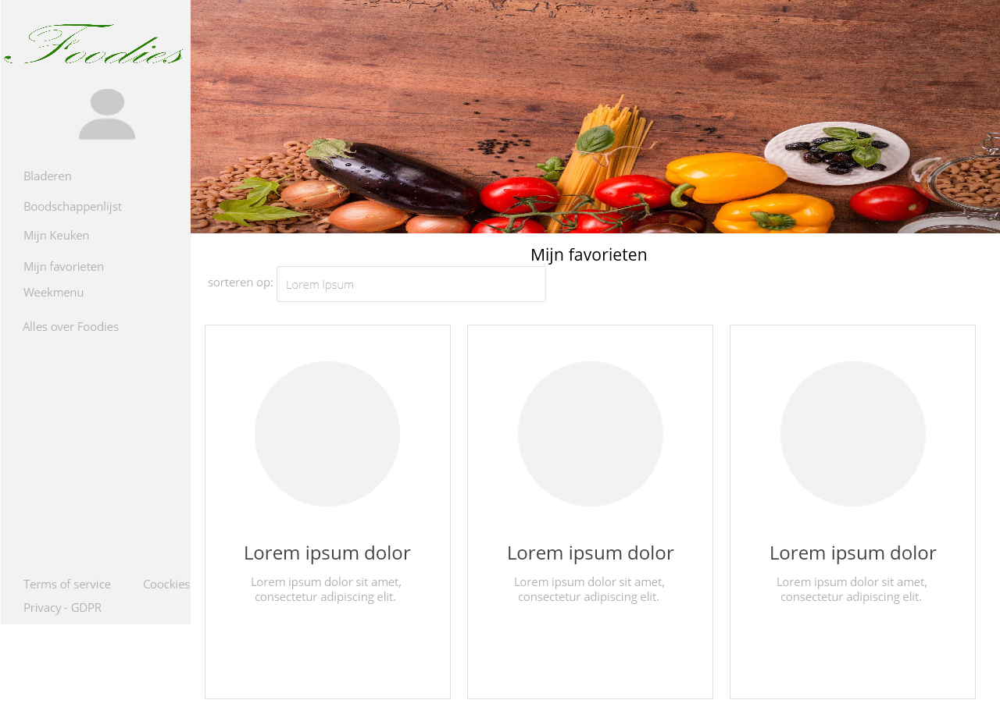 Foodies
Bladeren
Boodschappenlijst
Mijn Keuken
Mijn favorieten
Weekmenu
Alles over Foodies
Terms of service
Coockies
Privacy - GDPR
Mijn favorieten
sorteren op:
Lorem ipsum
Lorem ipsum dolor
Lorem ipsum dolor sit amet,
consectetur adipiscing elit.
Lorem ipsum dolor
Lorem ipsum dolor sit amet,
consectetur adipiscing elit.
Lorem ipsum dolor
Lorem ipsum dolor sit amet,
consectetur adipiscing elit.